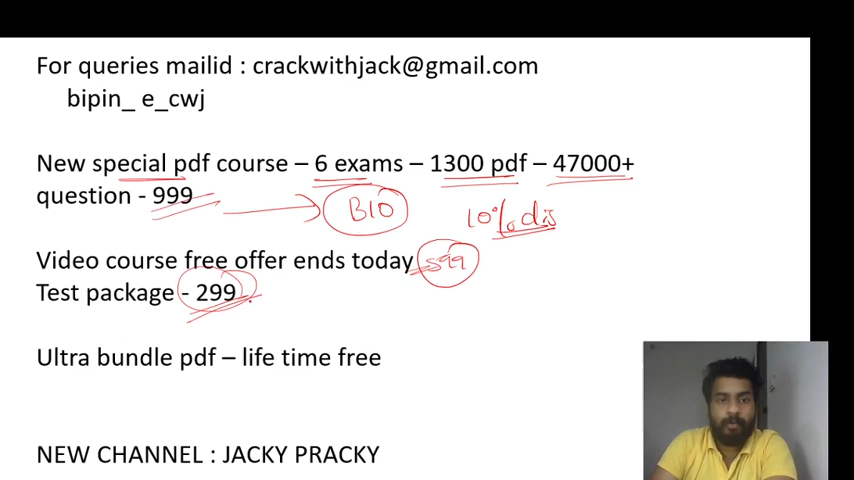 For queries mailid : crackwithjack@gmail.com
bipin_ e_cwj
New special pdf course – 6 exams – 1300 pdf – 47000+
question - 999
B10
10% dis
Video course free offer ends today 599
Test package - 299
Ultra bundle pdf – life time free
NEW CHANNEL : JACKY PRACKY